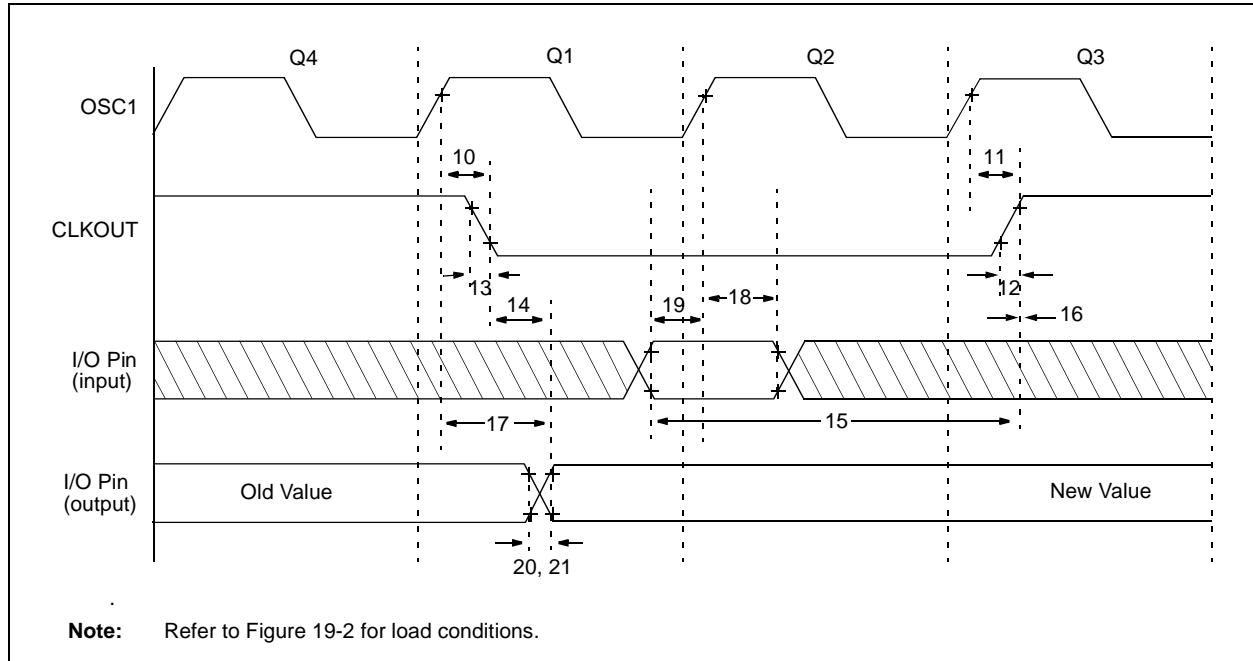 Q4 Q1 Q2 Q3
OSC1
10 11
CLKOUT
13 14 19 18 12 16
I/O Pin
(input)
17 15
I/O Pin
(output)
Old Value New Value
20, 21
.
Note: Refer to Figure 19-2 for load conditions.